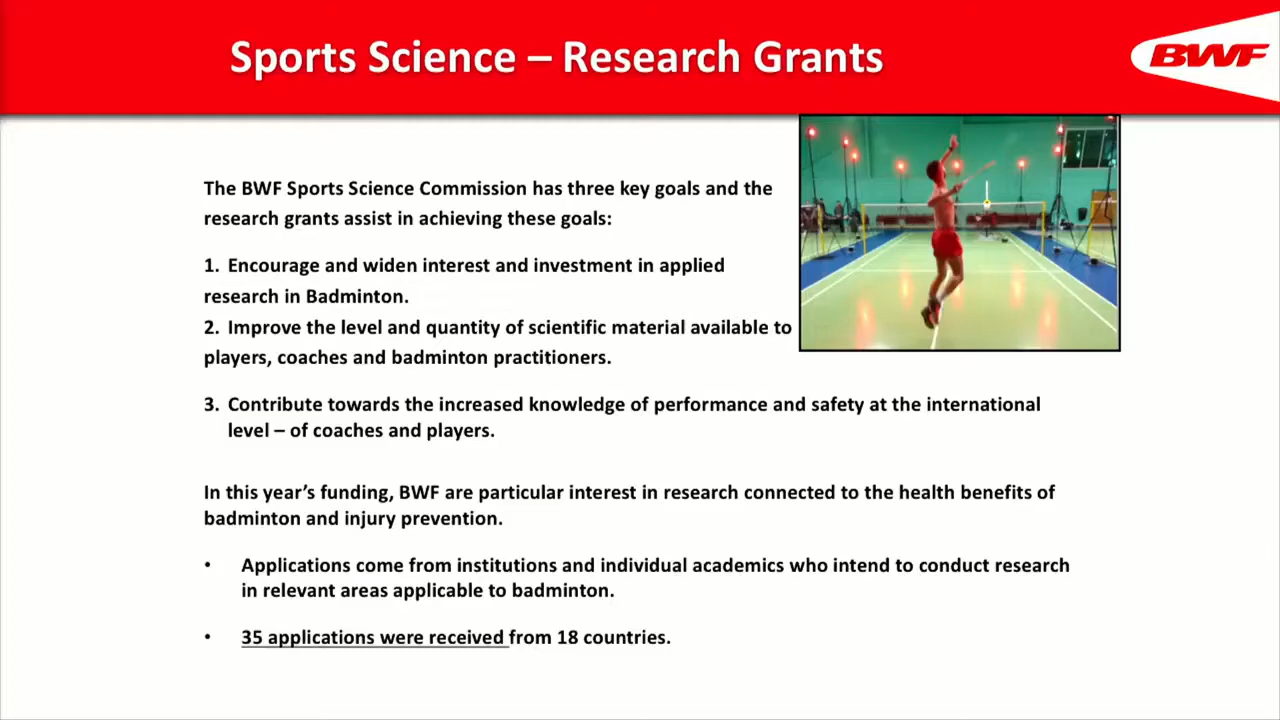 Sports Science – Research Grants
BWF
The BWF Sports Science Commission has three key goals and the
research grants assist in achieving these goals:
1. Encourage and widen interest and investment in applied
research in Badminton.
2. Improve the level and quantity of scientific material available to
players, coaches and badminton practitioners.
3. Contribute towards the increased knowledge of performance and safety at the international
level – of coaches and players.
In this year's funding, BWF are particular interest in research connected to the health benefits of
badminton and injury prevention.
• Applications come from institutions and individual academics who intend to conduct research
in relevant areas applicable to badminton.
• 35 applications were received from 18 countries.